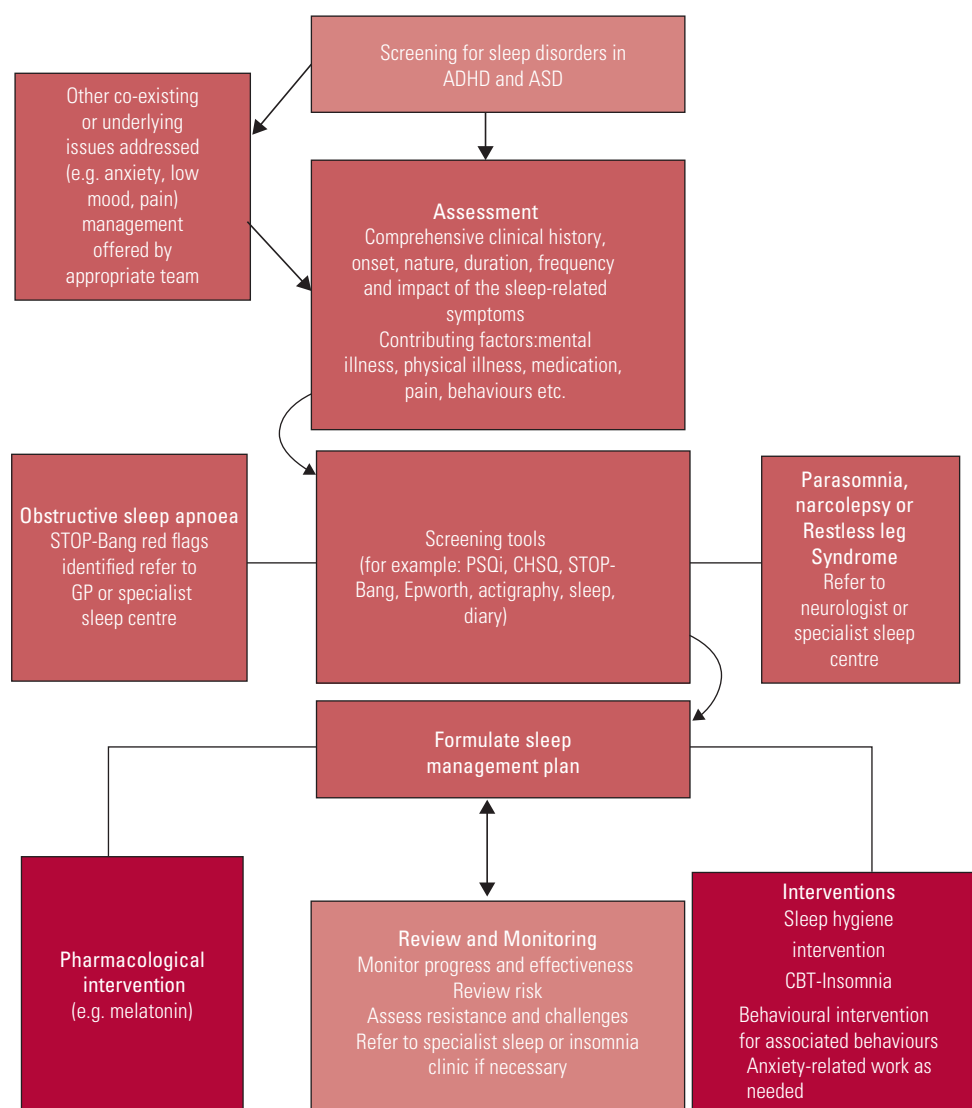 Screening for sleep disorders in
ADHD and ASD
Other co-existing
or underlying
issues addressed
(e.g. anxiety, low
mood, pain)
management
offered by
appropriate team
Assessment
Comprehensive clinical history,
onset, nature, duration, frequency
and impact of the sleep-related
symptoms
Contributing factors:mental
illness, physical illness, medication,
pain, behaviours etc.
Obstructive sleep apnoea
STOP-Bang red flags
identified refer to
GP or specialist
sleep centre
Screening tools
(for example: PSQi, CHSQ, STOP-
Bang, Epworth, actigraphy, sleep,
diary)
Parasomnia,
narcolepsy or
Restless leg
Syndrome
Refer to
neurologist or
specialist sleep
centre
Formulate sleep
management plan
Pharmacological
intervention
(e.g. melatonin)
Review and Monitoring
Monitor progress and effectiveness
Review risk
Assess resistance and challenges
Refer to specialist sleep or insomnia
clinic if necessary
Interventions
Sleep hygiene
intervention
CBT-Insomnia
Behavioural intervention
for associated behaviours
Anxiety-related work as
needed